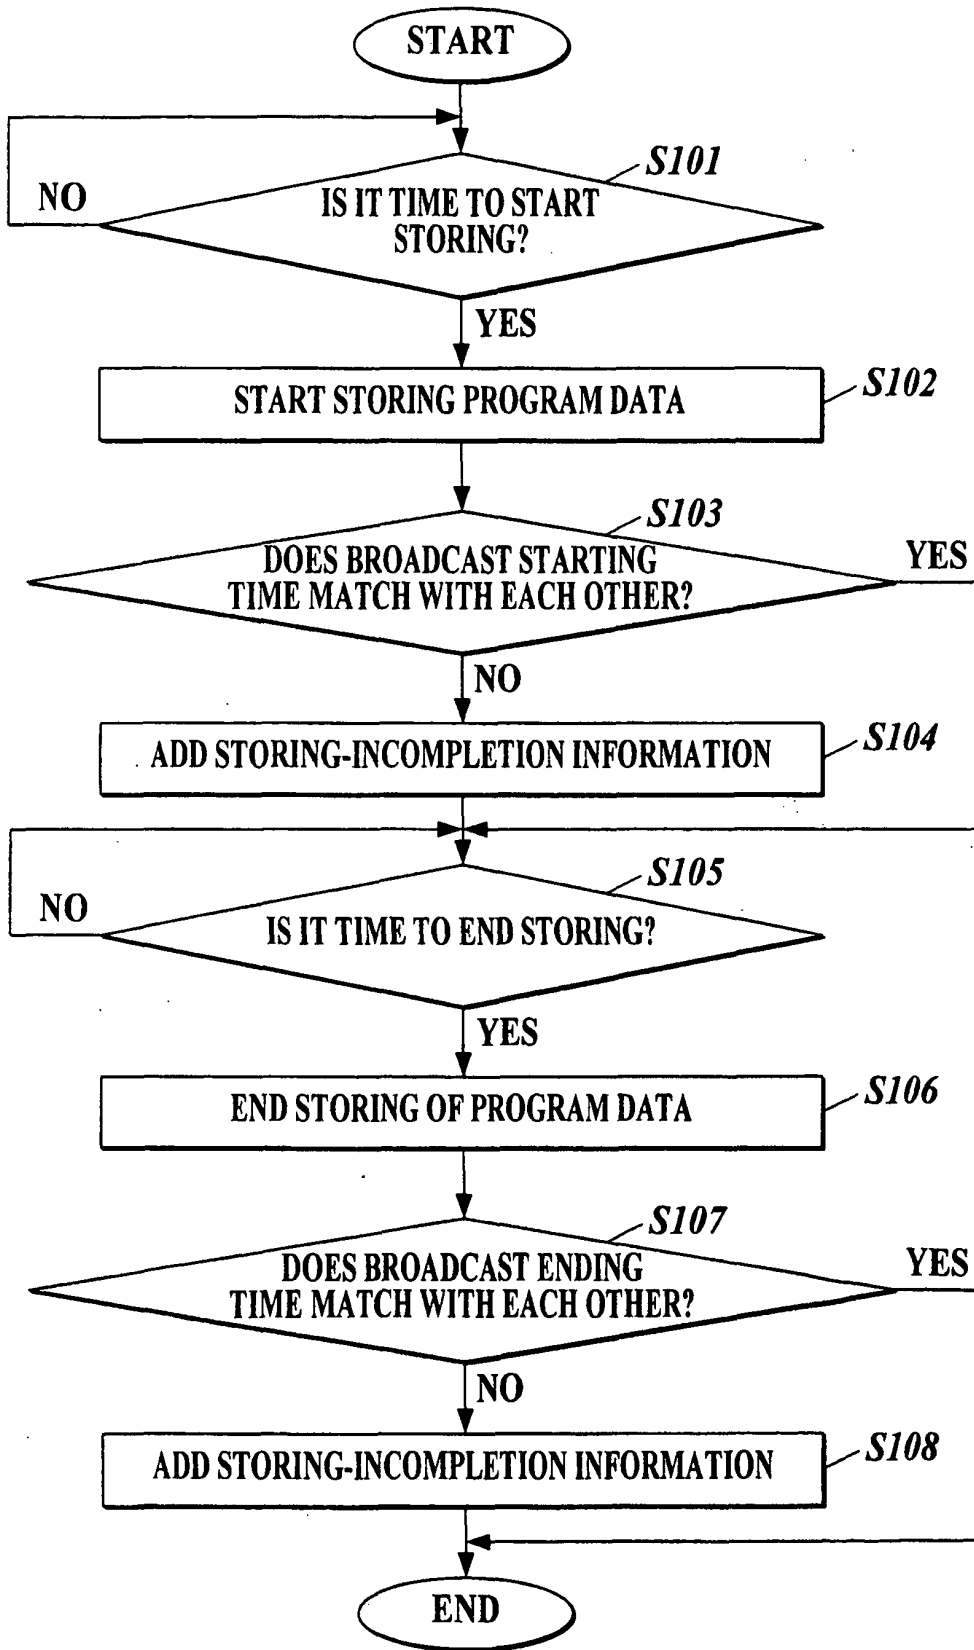 START
S101
NO
IS IT TIME TO START
STORING?
YES
START STORING PROGRAM DATA
S102
S103
DOES BROADCAST STARTING
TIME MATCH WITH EACH OTHER?
YES
NO
ADD STORING-INCOMPLETION INFORMATION
S104
S105
NO
IS IT TIME TO END STORING?
YES
END STORING OF PROGRAM DATA
S106
S107
DOES BROADCAST ENDING
TIME MATCH WITH EACH OTHER?
YES
NO
ADD STORING-INCOMPLETION INFORMATION
S108
END